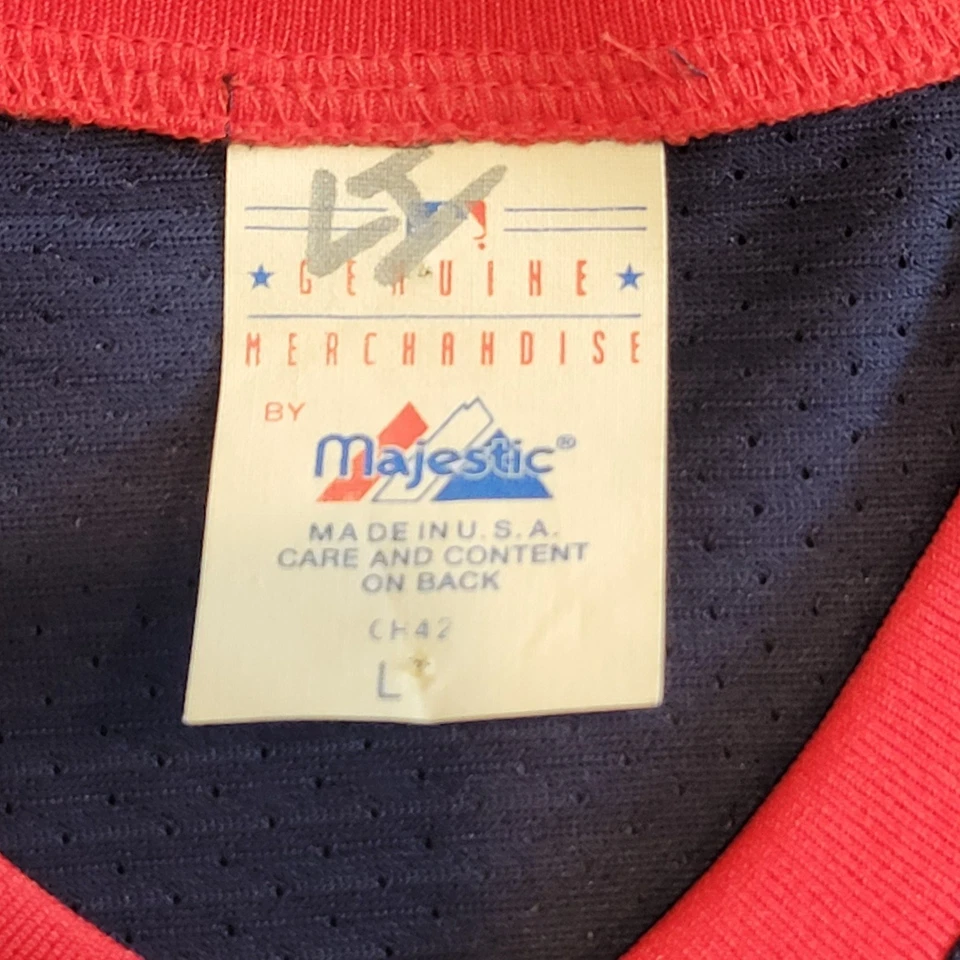 GENUINE
MERCHANDISE
BY
Majestic®
MADE IN U.S.A.
CARE AND CONTENT
ON BACK
CH42
L